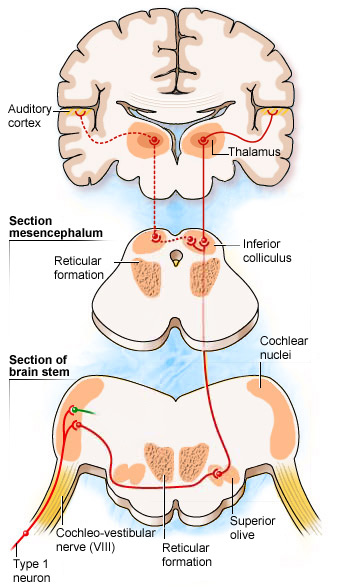 Auditory
cortex
Thalamus
Section
mesencephalum
Inferior
colliculus
Reticular
formation
Cochlear
nuclei
Section of
brain stem
Cochleo-vestibular
nerve (VIII)
Superior
olive
Reticular
formation
Type 1
neuron